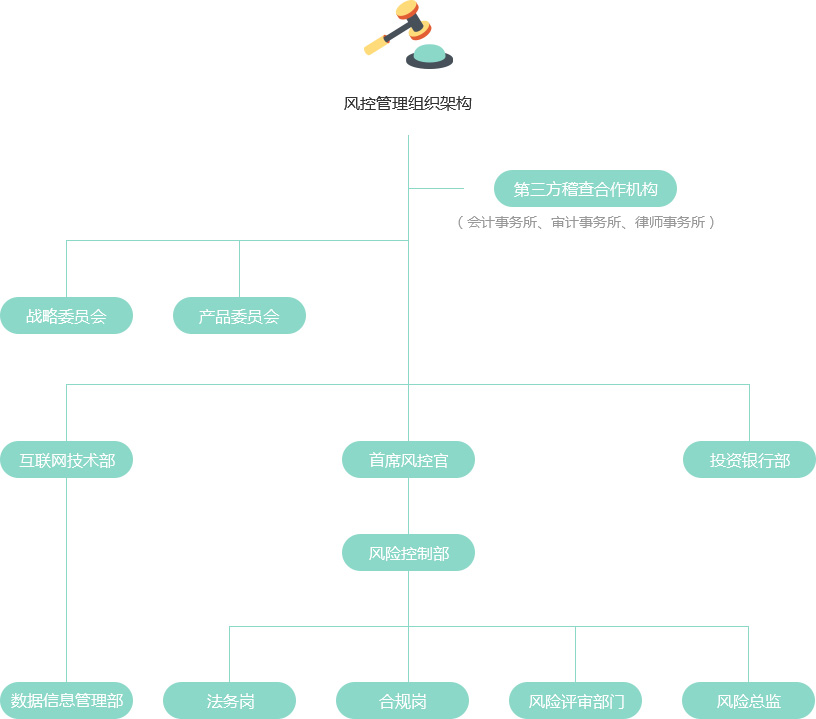 风控管理组织架构
第三方稽查合作机构
（会计事务所、审计事务所、律师事务所）
战略委员会
产品委员会
互联网技术部
首席风控官
投资银行部
风险控制部
数据信息管理部
法务岗
合规岗
风险评审部门
风险总监